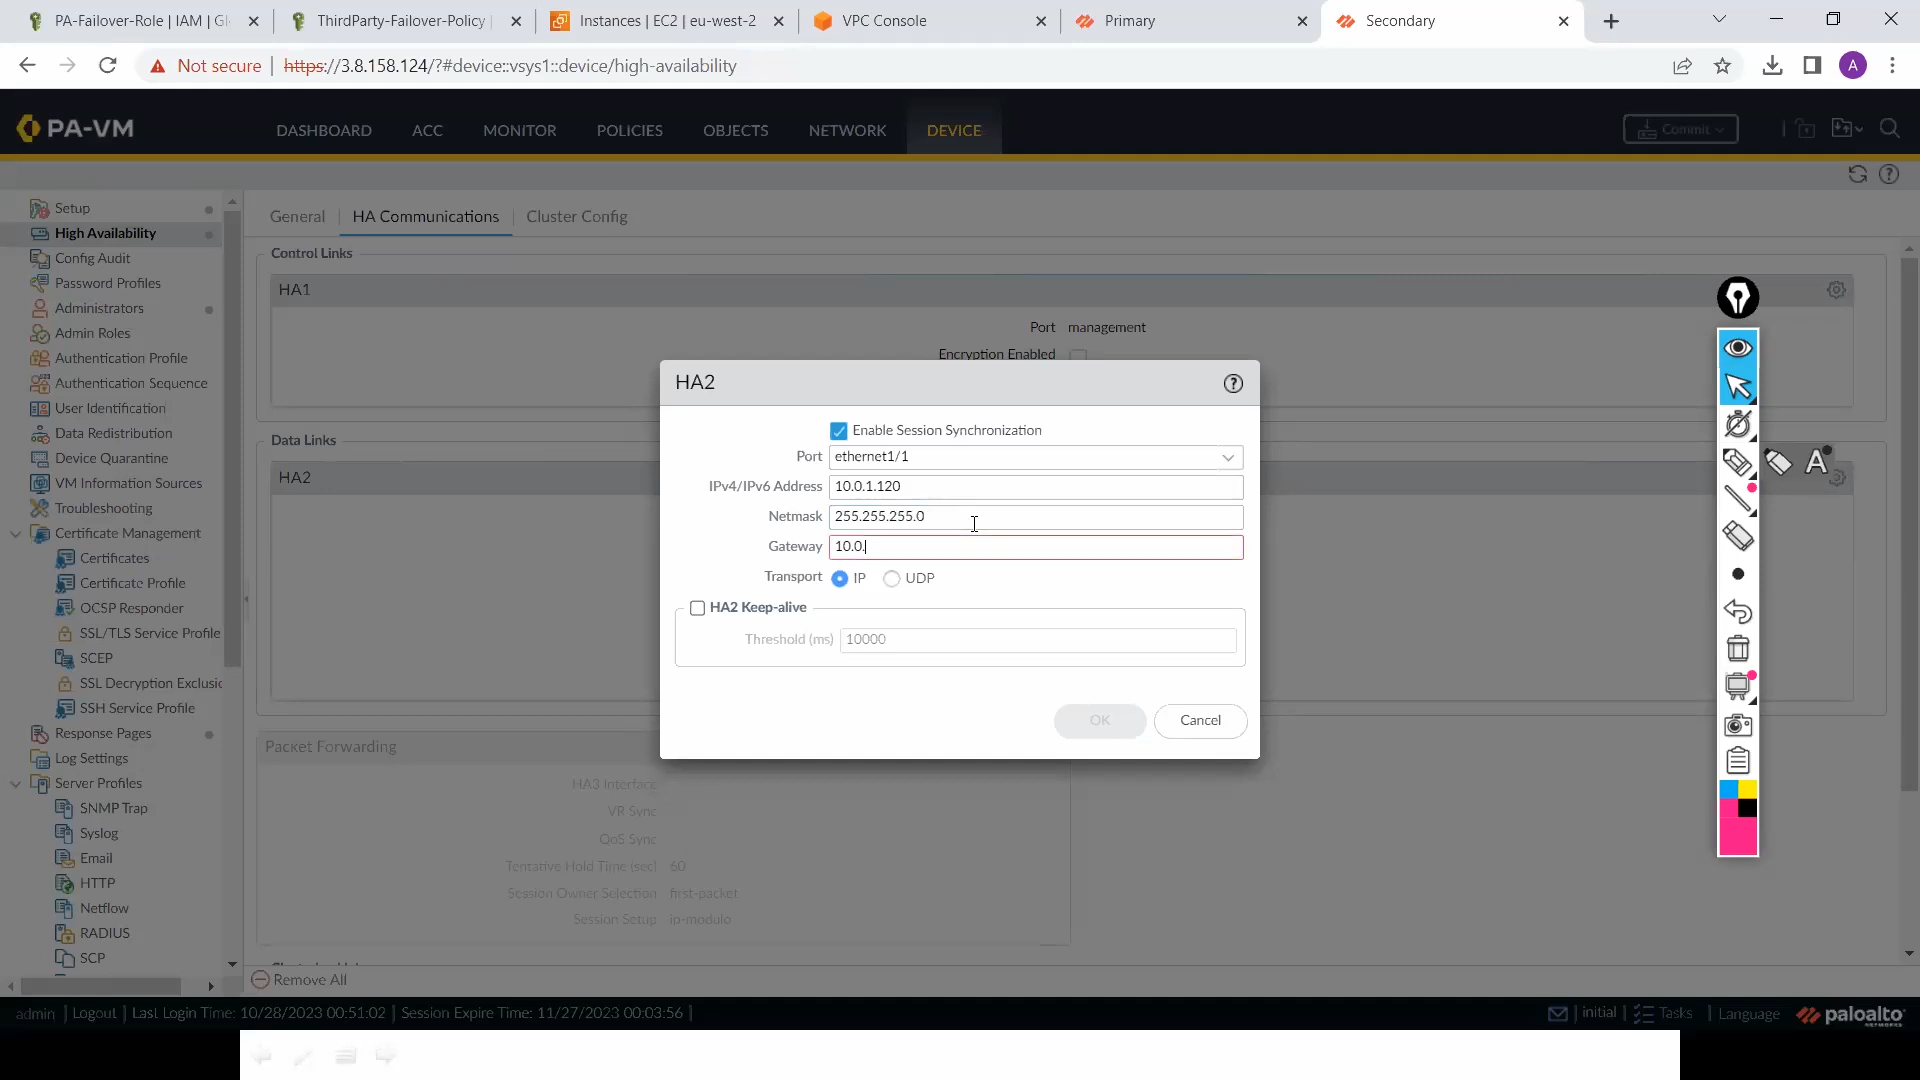 PA-Failover-Role | IAM | Gl
ThirdParty-Failover-Policy |
Instances | EC2 | eu-west-2
VPC Console
Primary
Secondary
Not secure
https://3.8.158.124/?#device::vsys1::device/high-availability
A
PA-VM
DASHBOARD
ACC
MONITOR
POLICIES
OBJECTS
NETWORK
DEVICE
Commit
Setup
High Availability
Config Audit
Password Profiles
Administrators
Admin Roles
Authentication Profile
Authentication Sequence
User Identification
Data Redistribution
Device Quarantine
VM Information Sources
Troubleshooting
Certificate Management
Certificates
Certificate Profile
OCSP Responder
SSL/TLS Service Profile
SCEP
SSL Decryption Exclusio
SSH Service Profile
Response Pages
Log Settings
Server Profiles
SNMP Trap
Syslog
Email
HTTP
Netflow
RADIUS
SCP
General
HA Communications
Cluster Config
Control Links
HA1
Port management
Encryption Enabled
Data Links
HA2
HA2
Enable Session Synchronization
Port ethernet1/1
IPv4/IPv6 Address 10.0.1.120
Netmask 255.255.255.0
Gateway 10.0.
Transport IP UDP
HA2 Keep-alive
Threshold (ms) 10000
OK
Cancel
A
Packet Forwarding
HA3 Interface
VR Sync
QoS Sync
Tentative Hold Time (sec) 60
Session Owner Selection first-packet
Session Setup ip-modulo
Remove All
admin | Logout | Last Login Time: 10/28/2023 00:51:02 | Session Expire Time: 11/27/2023 00:03:56 |
initial
Tasks
Language
paloalto
NETWORKS